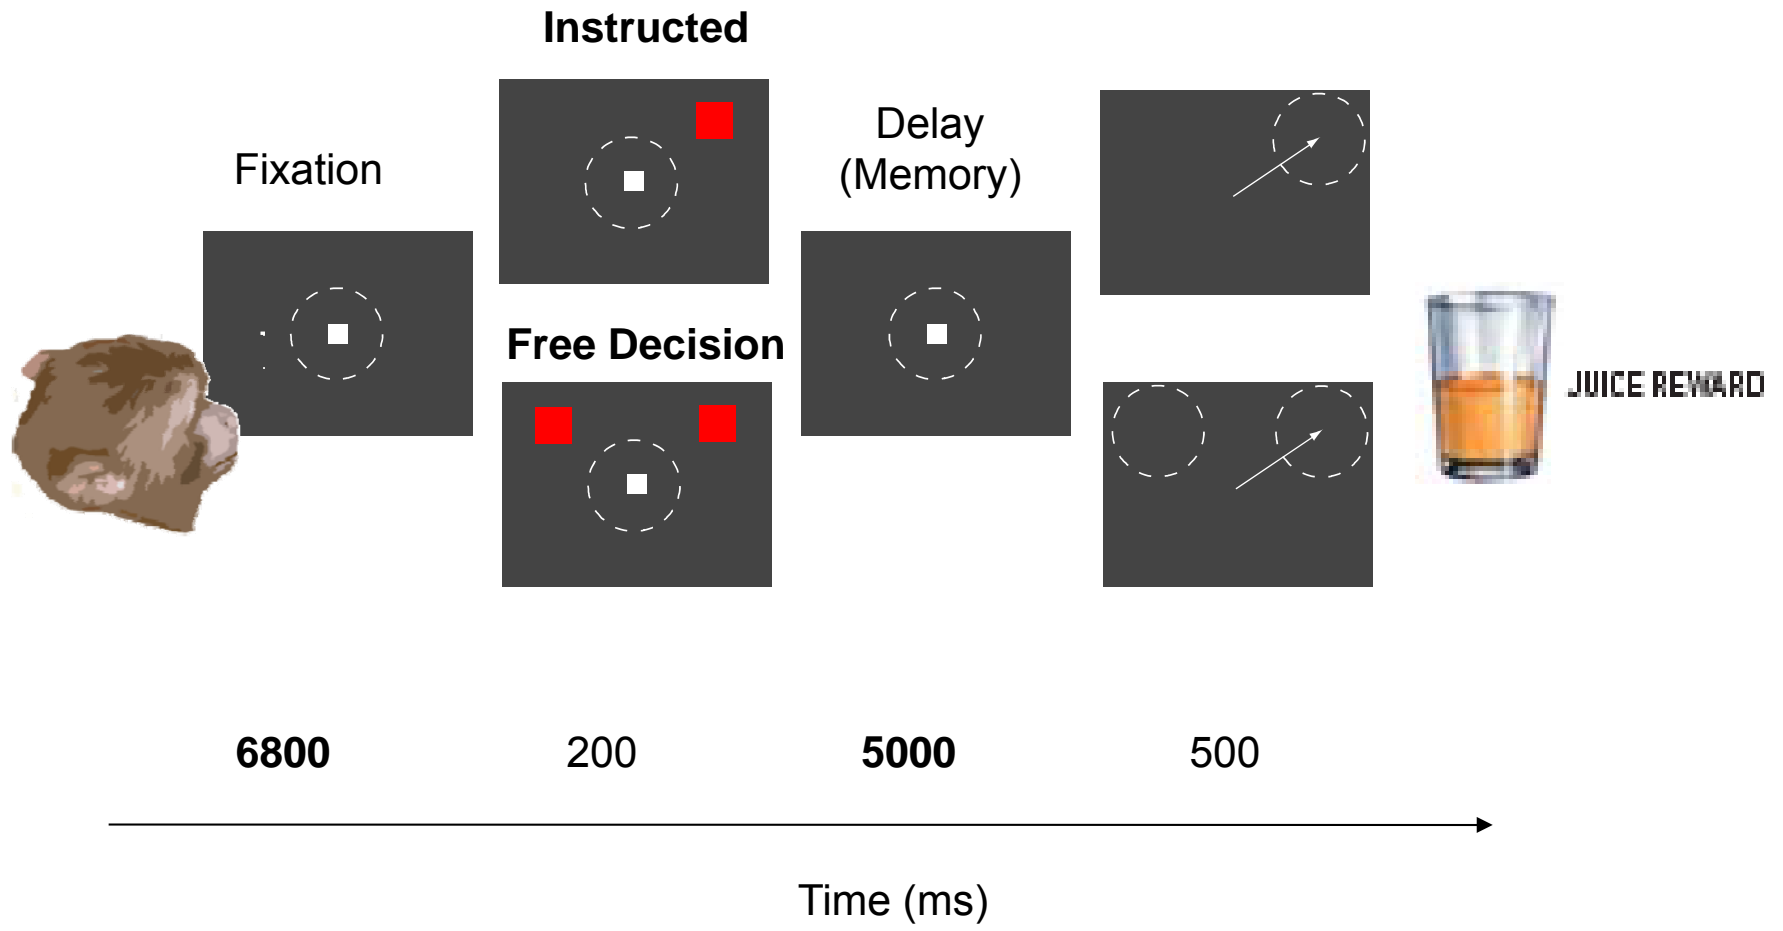 Instructed
Fixation
Delay
(Memory)
Free Decision
JUICE REWARD
6800
200
5000
500
Time (ms)